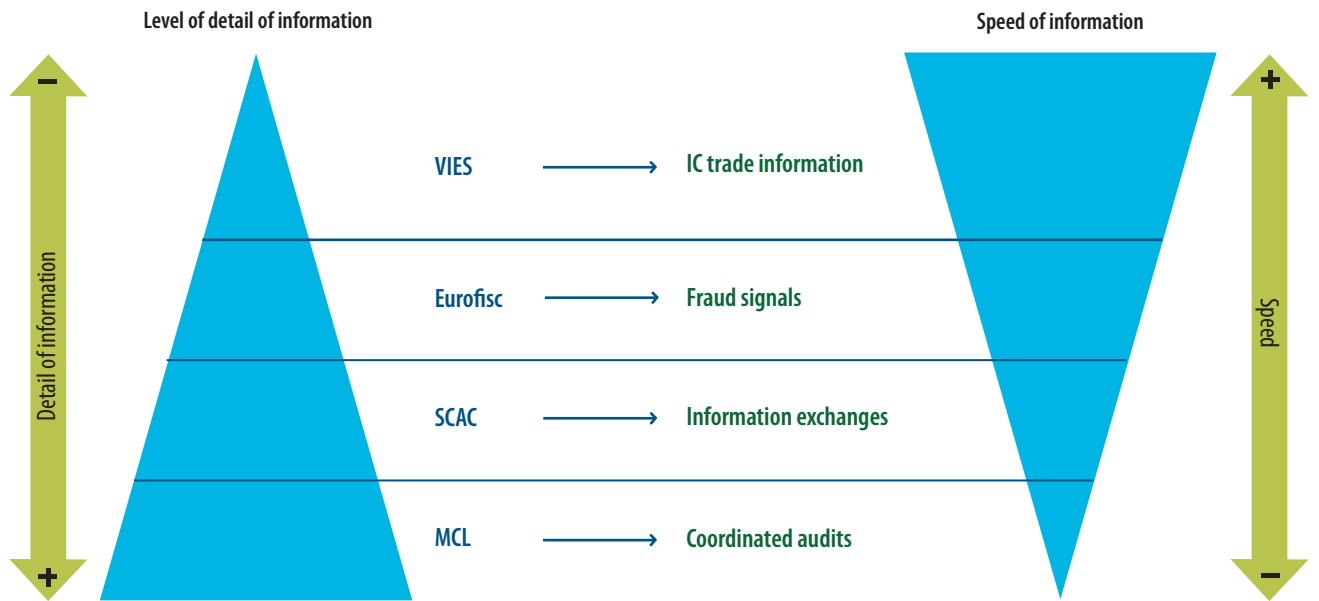 Level of detail of information
Speed of information
−
+
VIES → IC trade information
Detail of information
Eurofisc → Fraud signals
Speed
SCAC → Information exchanges
MCL → Coordinated audits
+
−